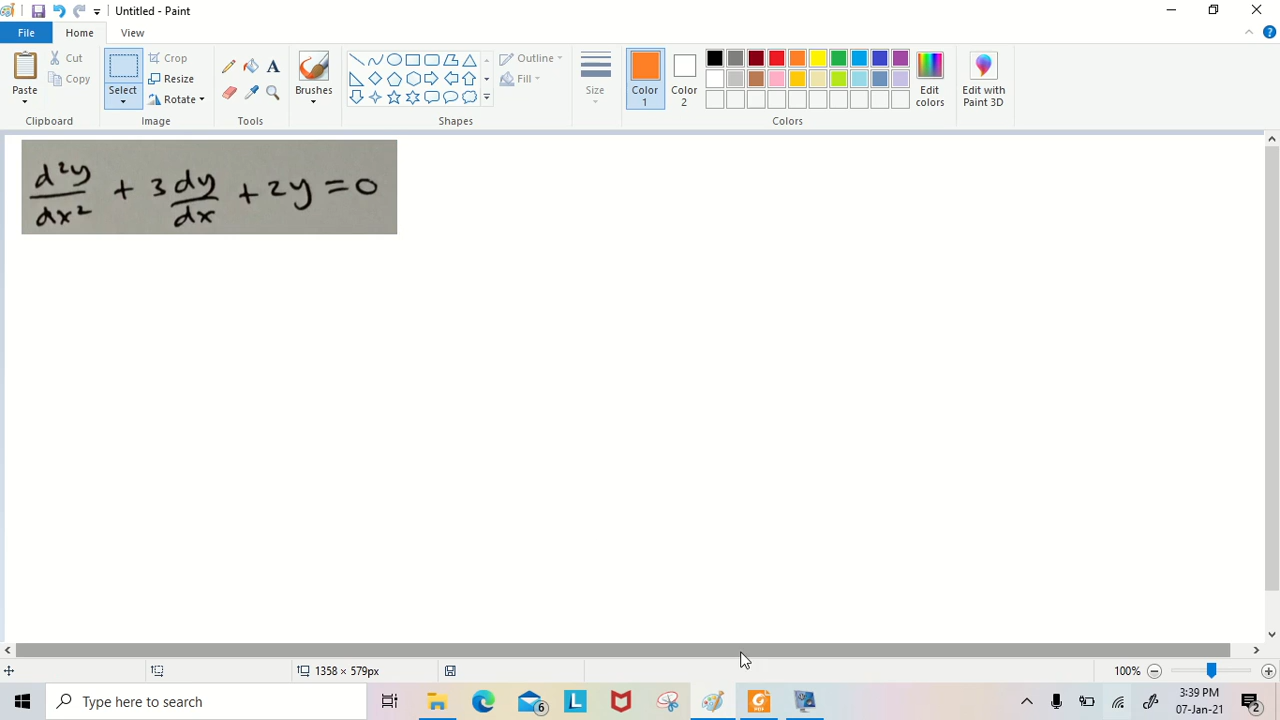 Untitled - Paint
File Home View
Paste
Cut
Copy
Clipboard
Select
Crop
Resize
Rotate
Image
Tools
Brushes
Shapes
Outline
Fill
Size
Color 1
Color 2
Colors
Edit colors
Edit with Paint 3D
d²y/dx² + 3 dy/dx + 2y = 0
1358 × 579px
100%
Type here to search
L
6
PDF
3:39 PM
07-Jan-21
2